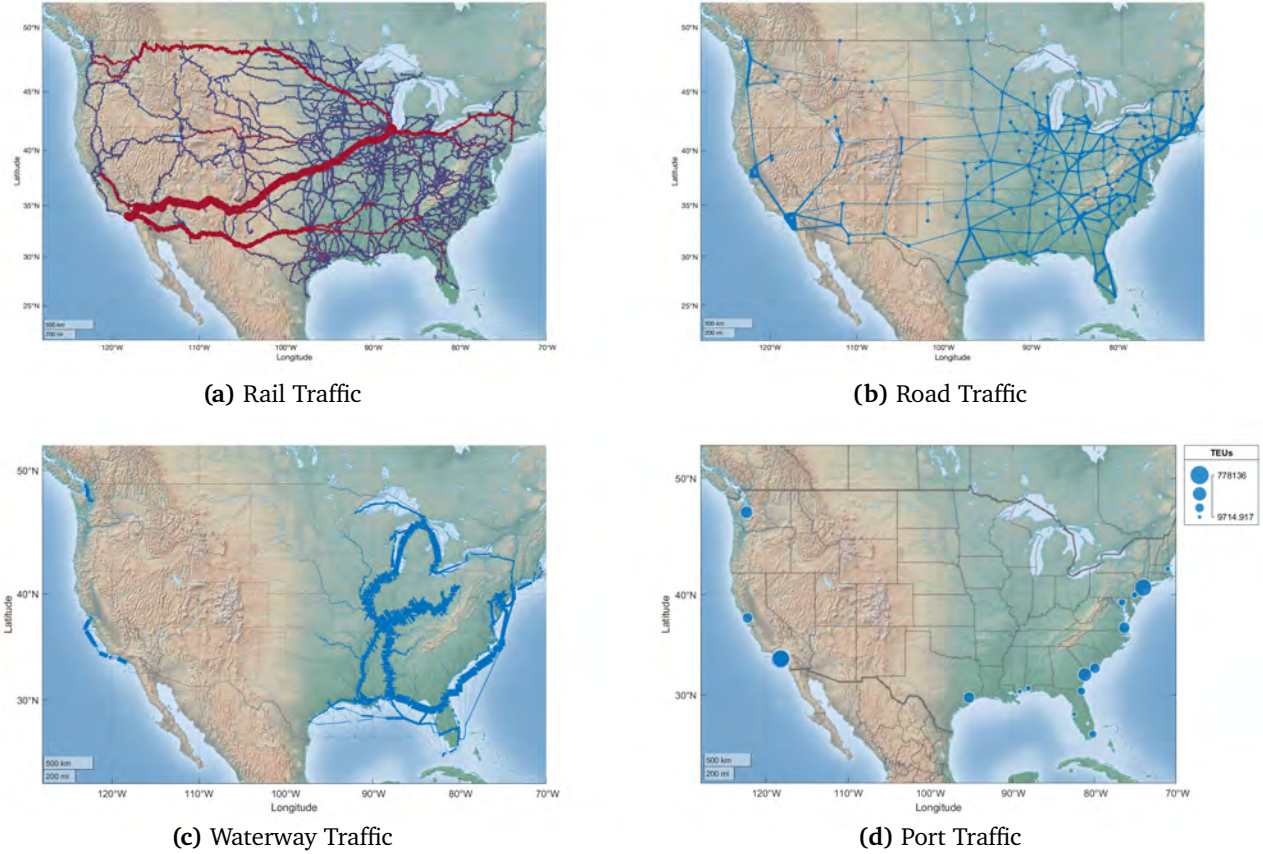 50°N
45°N
40°N
35°N
30°N
25°N
Latitude
500 km
200 mi
120°W 110°W 100°W 90°W 80°W 70°W
Longitude
(a) Rail Traffic
50°N
45°N
40°N
35°N
30°N
25°N
Latitude
500 km
200 mi
120°W 110°W 100°W 90°W 80°W
Longitude
(b) Road Traffic
50°N
40°N
30°N
Latitude
500 km
200 mi
120°W 110°W 100°W 90°W 80°W 70°W
Longitude
(c) Waterway Traffic
50°N
40°N
30°N
Latitude
500 km
200 mi
120°W 110°W 100°W 90°W 80°W 70°W
Longitude
TEUs
778136
9714.917
(d) Port Traffic